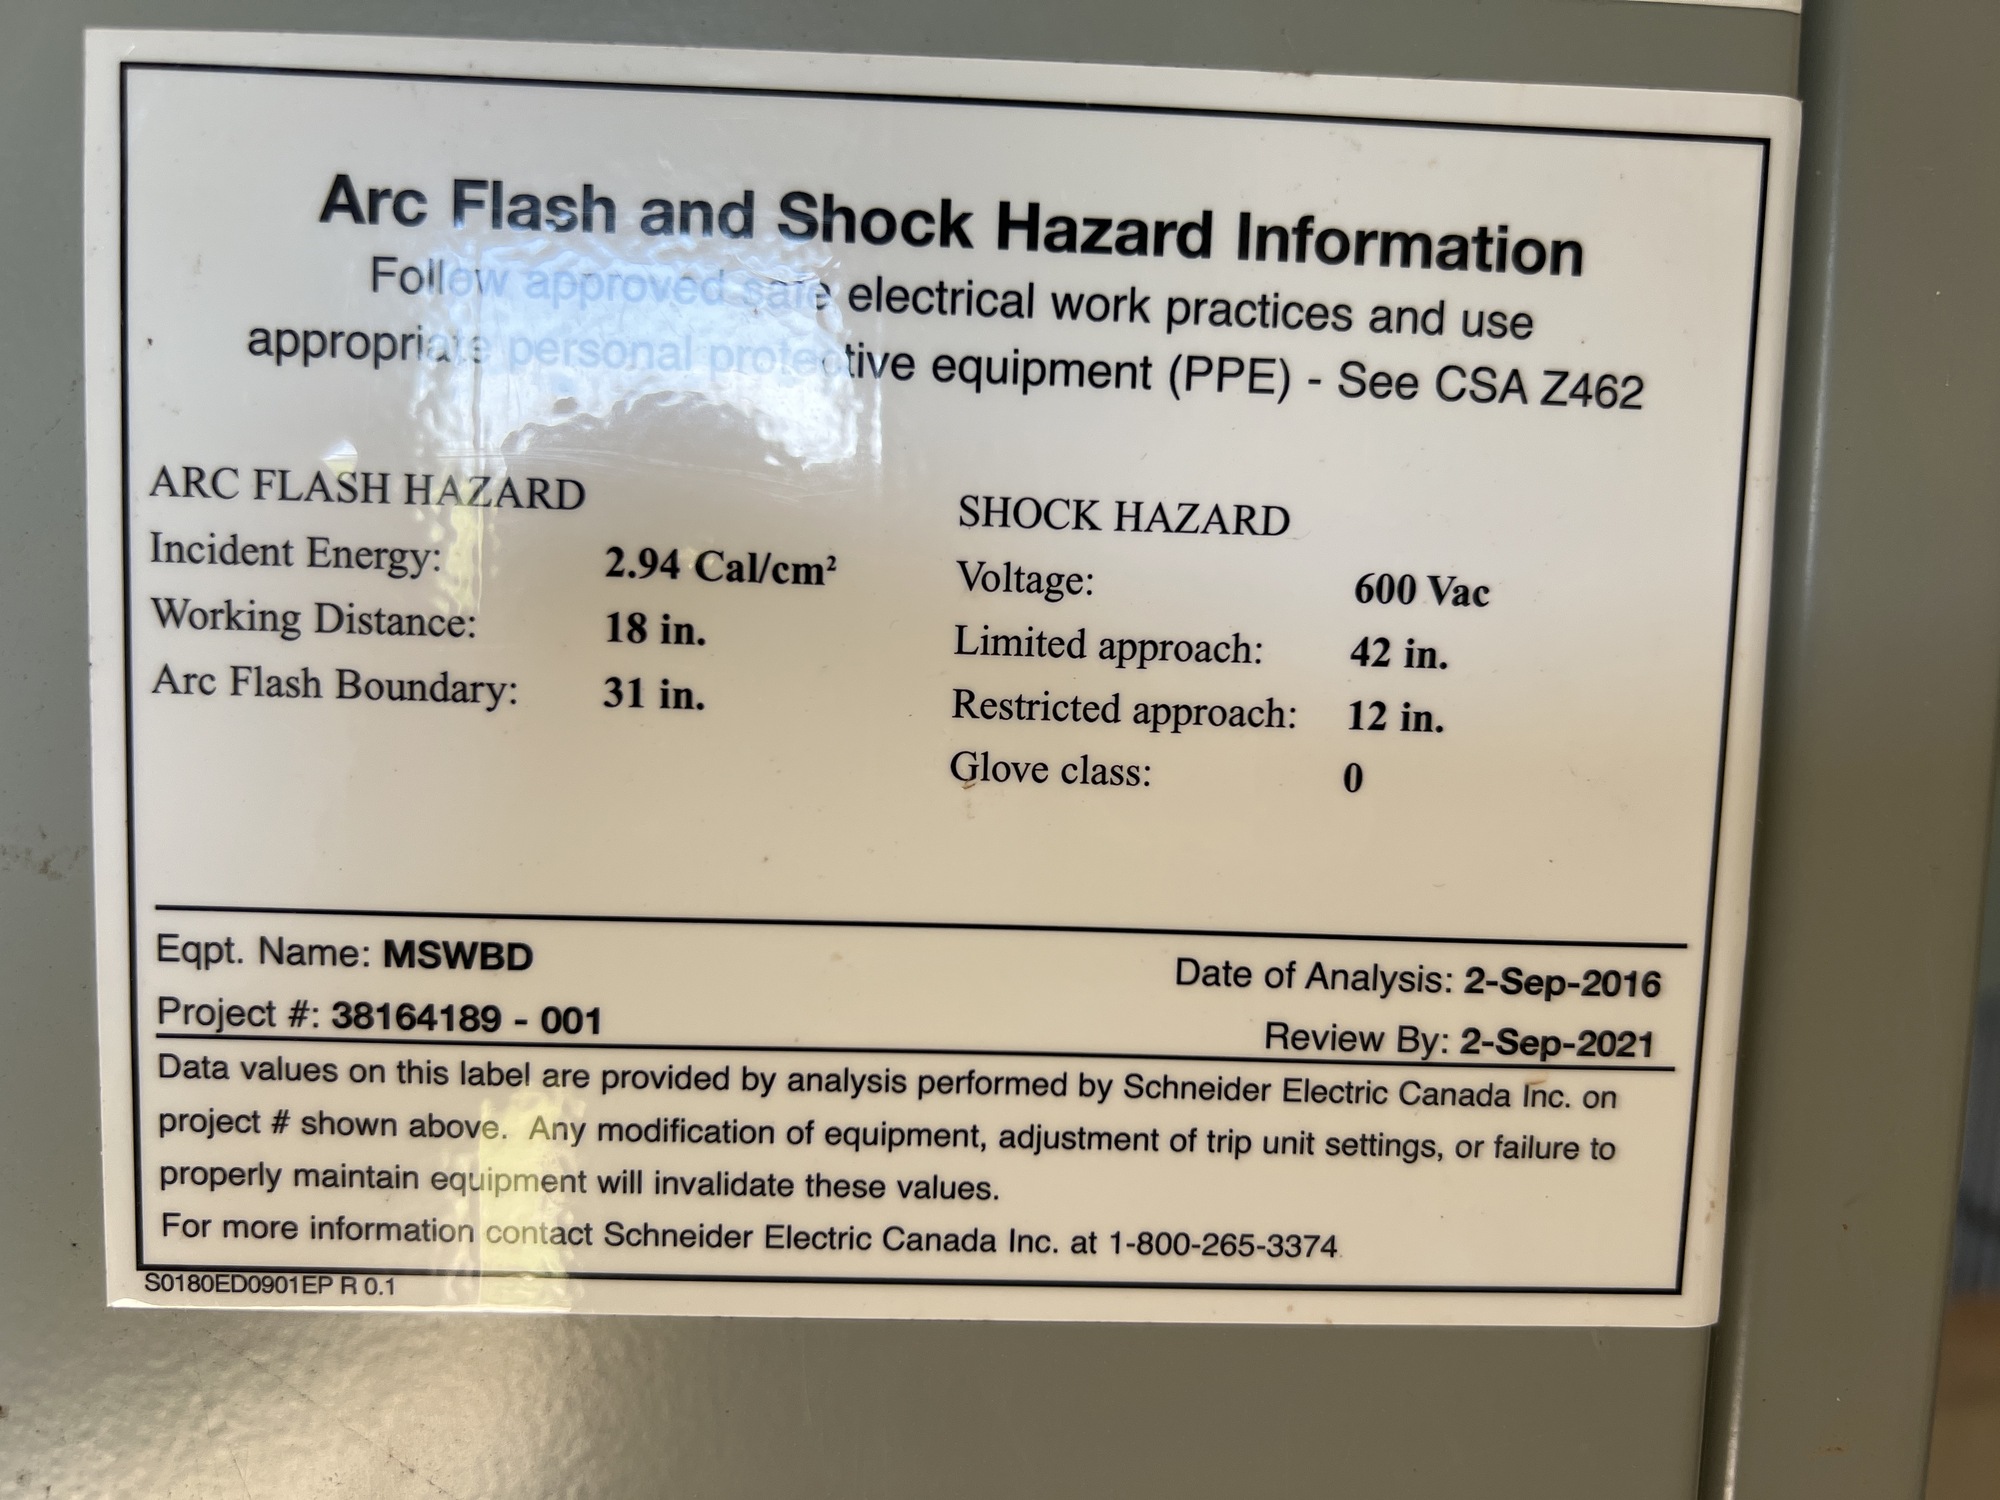 Arc Flash and Shock Hazard Information
Follow approved safe electrical work practices and use
appropriate personal protective equipment (PPE) - See CSA Z462
ARC FLASH HAZARD
Incident Energy: 2.94 Cal/cm²
Working Distance: 18 in.
Arc Flash Boundary: 31 in.
SHOCK HAZARD
Voltage: 600 Vac
Limited approach: 42 in.
Restricted approach: 12 in.
Glove class: 0
Eqpt. Name: MSWBD
Project #: 38164189 - 001
Date of Analysis: 2-Sep-2016
Review By: 2-Sep-2021
Data values on this label are provided by analysis performed by Schneider Electric Canada Inc. on
project # shown above. Any modification of equipment, adjustment of trip unit settings, or failure to
properly maintain equipment will invalidate these values.
For more information contact Schneider Electric Canada Inc. at 1-800-265-3374
S0180ED0901EP R 0.1